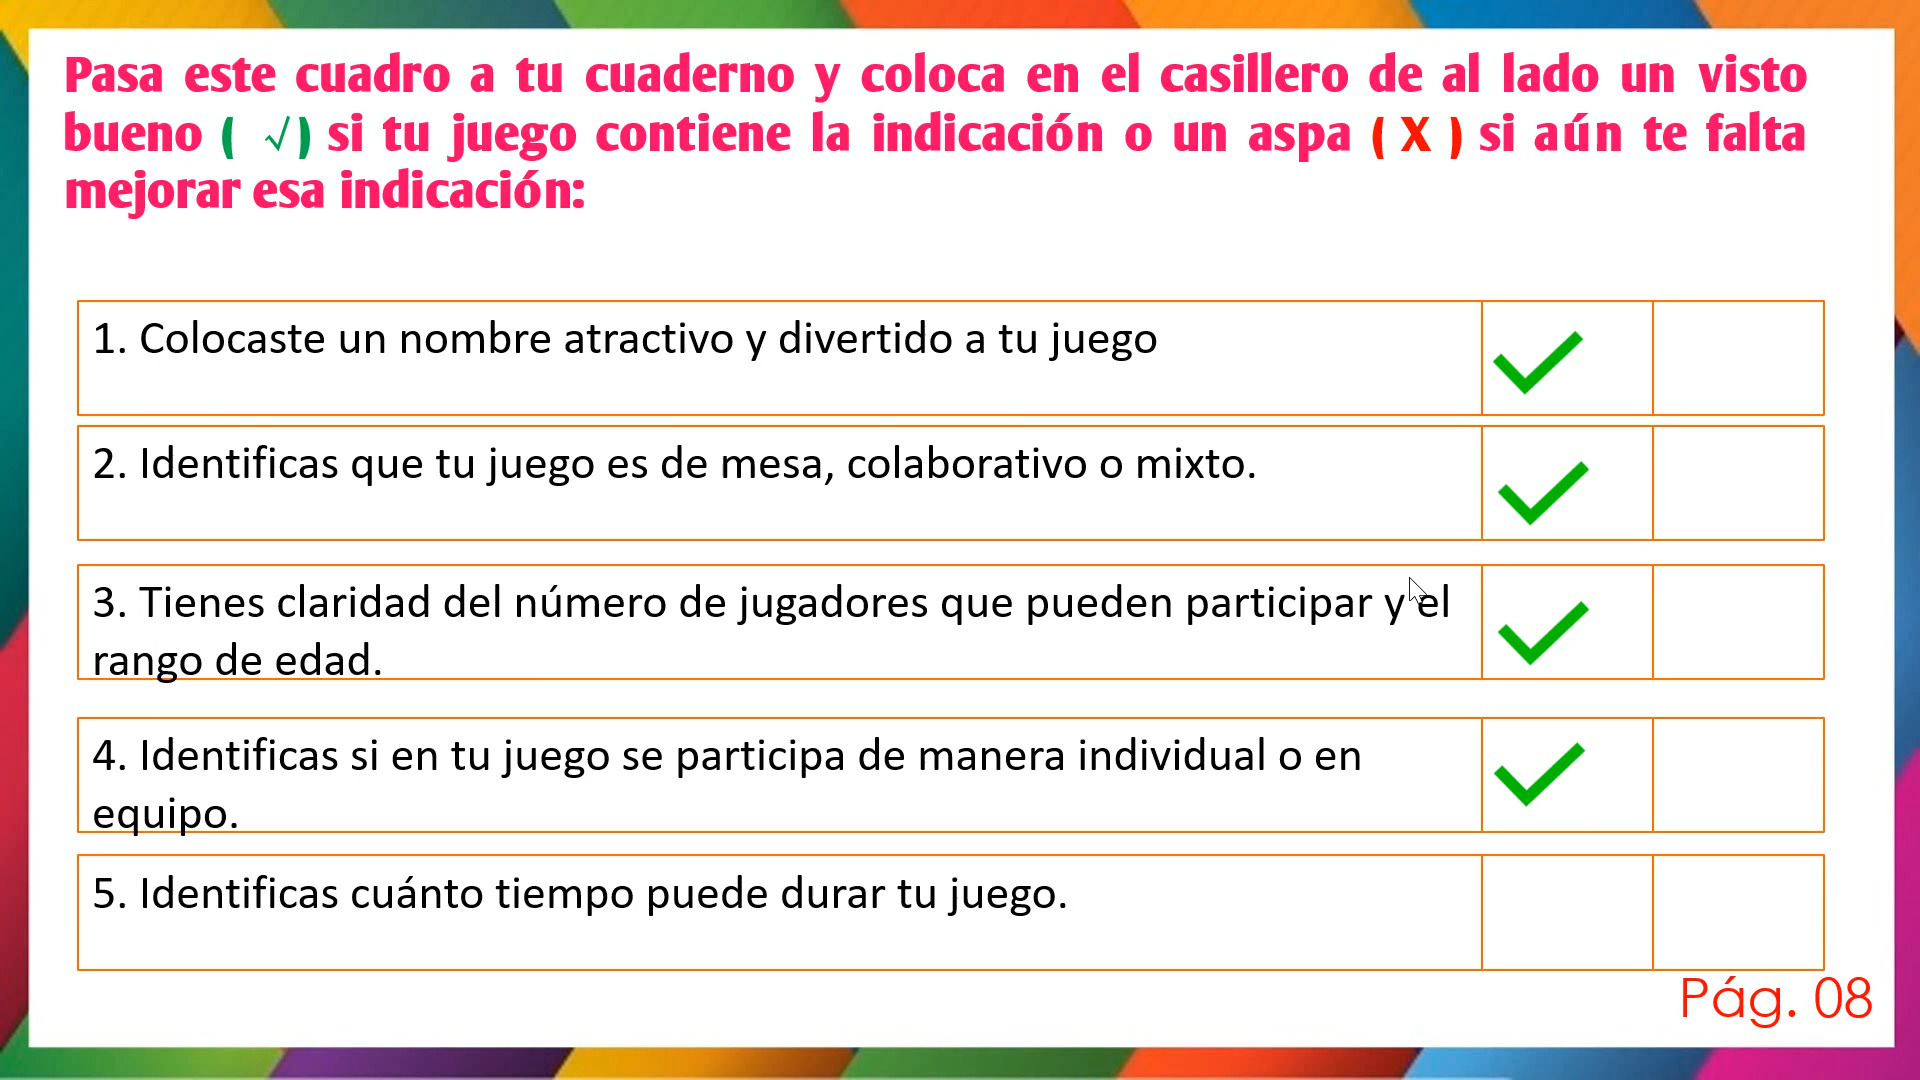 Pasa este cuadro a tu cuaderno y coloca en el casillero de al lado un visto
bueno ( √ ) si tu juego contiene la indicación o un aspa ( X ) si aún te falta
mejorar esa indicación:
1. Colocaste un nombre atractivo y divertido a tu juego
2. Identificas que tu juego es de mesa, colaborativo o mixto.
3. Tienes claridad del número de jugadores que pueden participar y el
rango de edad.
4. Identificas si en tu juego se participa de manera individual o en
equipo.
5. Identificas cuánto tiempo puede durar tu juego.
Pág. 08